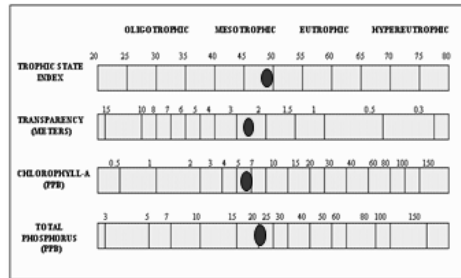 OLIGOTROPHIC MESOTROPHIC EUTROPHIC HYPEREUTROPHIC
20 25 30 35 40 45 50 55 60 65 70 75 80
TROPHIC STATE
INDEX
15 10 8 7 6 5 4 3 2 1.5 1 0.5 0.3
TRANSPARENCY
(METERS)
0.5 1 2 3 4 5 7 10 15 20 30 40 60 80 100 150
CHLOROPHYLL-A
(PPB)
3 5 7 10 15 20 25 30 40 50 60 80 100 150
TOTAL
PHOSPHORUS
(PPB)